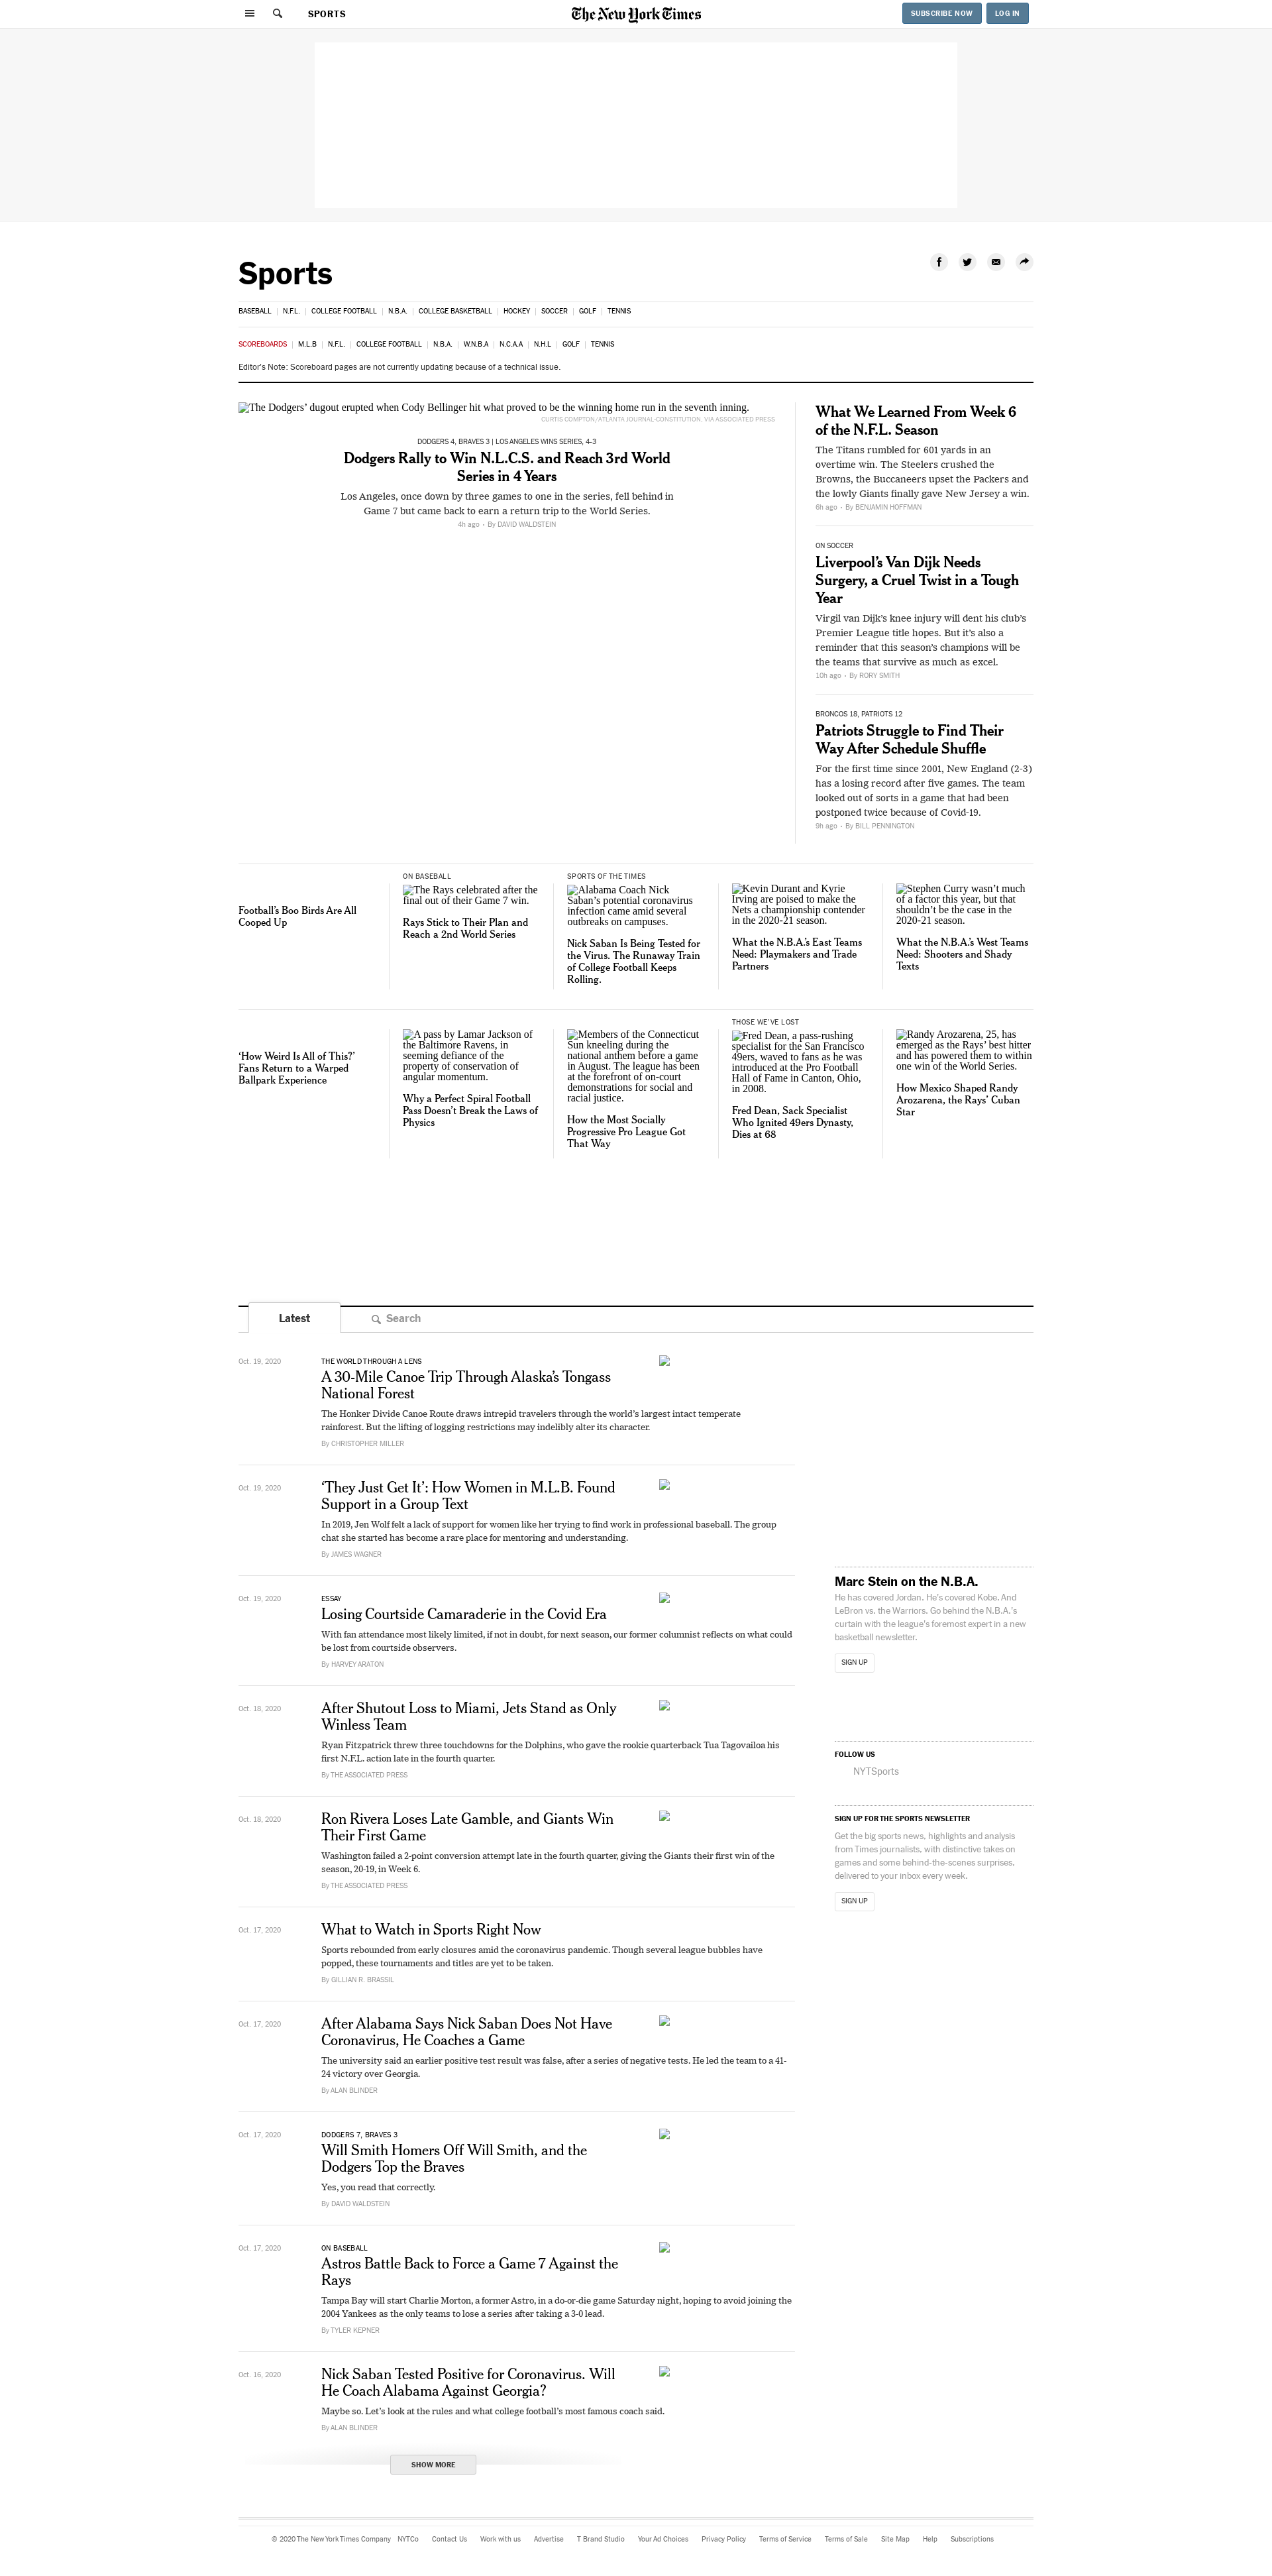 SPORTS
The New York Times
SUBSCRIBE NOW
LOG IN
Sports
BASEBALL
N.F.L.
COLLEGE FOOTBALL
N.B.A.
COLLEGE BASKETBALL
HOCKEY
SOCCER
GOLF
TENNIS
SCOREBOARDS
M.L.B
N.F.L.
COLLEGE FOOTBALL
N.B.A.
W.N.B.A
N.C.A.A
N.H.L
GOLF
TENNIS
Editor's Note: Scoreboard pages are not currently updating because of a technical issue.
The Dodgers’ dugout erupted when Cody Bellinger hit what proved to be the winning home run in the seventh inning.
CURTIS COMPTON/ATLANTA JOURNAL-CONSTITUTION, VIA ASSOCIATED PRESS
DODGERS 4, BRAVES 3 | LOS ANGELES WINS SERIES, 4-3
Dodgers Rally to Win N.L.C.S. and Reach 3rd World
Series in 4 Years
Los Angeles, once down by three games to one in the series, fell behind in
Game 7 but came back to earn a return trip to the World Series.
4h ago • By DAVID WALDSTEIN
What We Learned From Week 6
of the N.F.L. Season
The Titans rumbled for 601 yards in an
overtime win. The Steelers crushed the
Browns, the Buccaneers upset the Packers and
the lowly Giants finally gave New Jersey a win.
6h ago • By BENJAMIN HOFFMAN
ON SOCCER
Liverpool’s Van Dijk Needs
Surgery, a Cruel Twist in a Tough
Year
Virgil van Dijk’s knee injury will dent his club’s
Premier League title hopes. But it’s also a
reminder that this season’s champions will be
the teams that survive as much as excel.
10h ago • By RORY SMITH
BRONCOS 18, PATRIOTS 12
Patriots Struggle to Find Their
Way After Schedule Shuffle
For the first time since 2001, New England (2-3)
has a losing record after five games. The team
looked out of sorts in a game that had been
postponed twice because of Covid-19.
9h ago • By BILL PENNINGTON
Football’s Boo Birds Are All
Cooped Up
ON BASEBALL
The Rays celebrated after the
final out of their Game 7 win.
Rays Stick to Their Plan and
Reach a 2nd World Series
SPORTS OF THE TIMES
Alabama Coach Nick
Saban’s potential coronavirus
infection came amid several
outbreaks on campuses.
Nick Saban Is Being Tested for
the Virus. The Runaway Train
of College Football Keeps
Rolling.
Kevin Durant and Kyrie
Irving are poised to make the
Nets a championship contender
in the 2020-21 season.
What the N.B.A.’s East Teams
Need: Playmakers and Trade
Partners
Stephen Curry wasn’t much
of a factor this year, but that
shouldn’t be the case in the
2020-21 season.
What the N.B.A.’s West Teams
Need: Shooters and Shady
Texts
‘How Weird Is All of This?’
Fans Return to a Warped
Ballpark Experience
A pass by Lamar Jackson of
the Baltimore Ravens, in
seeming defiance of the
property of conservation of
angular momentum.
Why a Perfect Spiral Football
Pass Doesn’t Break the Laws of
Physics
Members of the Connecticut
Sun kneeling during the
national anthem before a game
in August. The league has been
at the forefront of on-court
demonstrations for social and
racial justice.
How the Most Socially
Progressive Pro League Got
That Way
THOSE WE’VE LOST
Fred Dean, a pass-rushing
specialist for the San Francisco
49ers, waved to fans as he was
introduced at the Pro Football
Hall of Fame in Canton, Ohio,
in 2008.
Fred Dean, Sack Specialist
Who Ignited 49ers Dynasty,
Dies at 68
Randy Arozarena, 25, has
emerged as the Rays’ best hitter
and has powered them to within
one win of the World Series.
How Mexico Shaped Randy
Arozarena, the Rays’ Cuban
Star
Latest
Search
Oct. 19, 2020
THE WORLD THROUGH A LENS
A 30-Mile Canoe Trip Through Alaska’s Tongass
National Forest
The Honker Divide Canoe Route draws intrepid travelers through the world’s largest intact temperate
rainforest. But the lifting of logging restrictions may indelibly alter its character.
By CHRISTOPHER MILLER
Oct. 19, 2020
‘They Just Get It’: How Women in M.L.B. Found
Support in a Group Text
In 2019, Jen Wolf felt a lack of support for women like her trying to find work in professional baseball. The group
chat she started has become a rare place for mentoring and understanding.
By JAMES WAGNER
Oct. 19, 2020
ESSAY
Losing Courtside Camaraderie in the Covid Era
With fan attendance most likely limited, if not in doubt, for next season, our former columnist reflects on what could
be lost from courtside observers.
By HARVEY ARATON
Oct. 18, 2020
After Shutout Loss to Miami, Jets Stand as Only
Winless Team
Ryan Fitzpatrick threw three touchdowns for the Dolphins, who gave the rookie quarterback Tua Tagovailoa his
first N.F.L. action late in the fourth quarter.
By THE ASSOCIATED PRESS
Oct. 18, 2020
Ron Rivera Loses Late Gamble, and Giants Win
Their First Game
Washington failed a 2-point conversion attempt late in the fourth quarter, giving the Giants their first win of the
season, 20-19, in Week 6.
By THE ASSOCIATED PRESS
Oct. 17, 2020
What to Watch in Sports Right Now
Sports rebounded from early closures amid the coronavirus pandemic. Though several league bubbles have
popped, these tournaments and titles are yet to be taken.
By GILLIAN R. BRASSIL
Oct. 17, 2020
After Alabama Says Nick Saban Does Not Have
Coronavirus, He Coaches a Game
The university said an earlier positive test result was false, after a series of negative tests. He led the team to a 41-
24 victory over Georgia.
By ALAN BLINDER
Oct. 17, 2020
DODGERS 7, BRAVES 3
Will Smith Homers Off Will Smith, and the
Dodgers Top the Braves
Yes, you read that correctly.
By DAVID WALDSTEIN
Oct. 17, 2020
ON BASEBALL
Astros Battle Back to Force a Game 7 Against the
Rays
Tampa Bay will start Charlie Morton, a former Astro, in a do-or-die game Saturday night, hoping to avoid joining the
2004 Yankees as the only teams to lose a series after taking a 3-0 lead.
By TYLER KEPNER
Oct. 16, 2020
Nick Saban Tested Positive for Coronavirus. Will
He Coach Alabama Against Georgia?
Maybe so. Let’s look at the rules and what college football’s most famous coach said.
By ALAN BLINDER
SHOW MORE
Marc Stein on the N.B.A.
He has covered Jordan. He’s covered Kobe. And
LeBron vs. the Warriors. Go behind the N.B.A.’s
curtain with the league’s foremost expert in a new
basketball newsletter.
SIGN UP
FOLLOW US
NYTSports
SIGN UP FOR THE SPORTS NEWSLETTER
Get the big sports news, highlights and analysis
from Times journalists, with distinctive takes on
games and some behind-the-scenes surprises,
delivered to your inbox every week.
SIGN UP
© 2020 The New York Times Company
NYTCo
Contact Us
Work with us
Advertise
T Brand Studio
Your Ad Choices
Privacy Policy
Terms of Service
Terms of Sale
Site Map
Help
Subscriptions